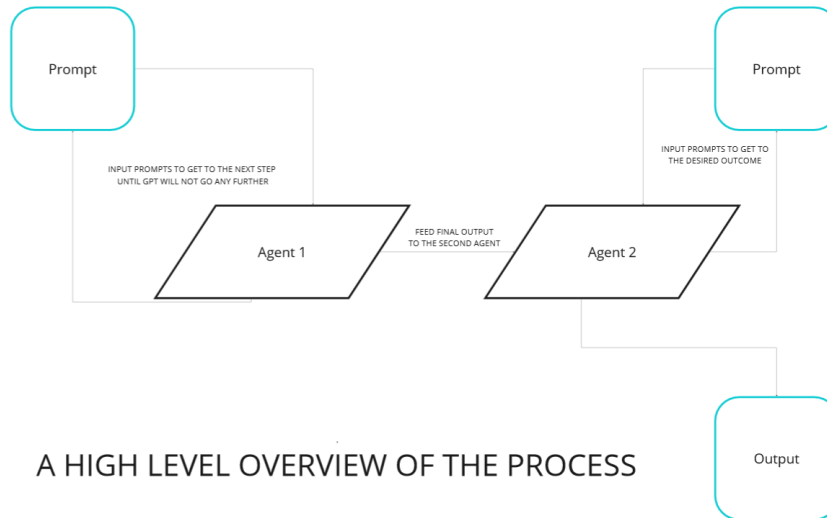 Prompt
Prompt
INPUT PROMPTS TO GET TO THE NEXT STEP
UNTIL GPT WILL NOT GO ANY FURTHER
INPUT PROMPTS TO GET TO
THE DESIRED OUTCOME
Agent 1
FEED FINAL OUTPUT
TO THE SECOND AGENT
Agent 2
A HIGH LEVEL OVERVIEW OF THE PROCESS
Output